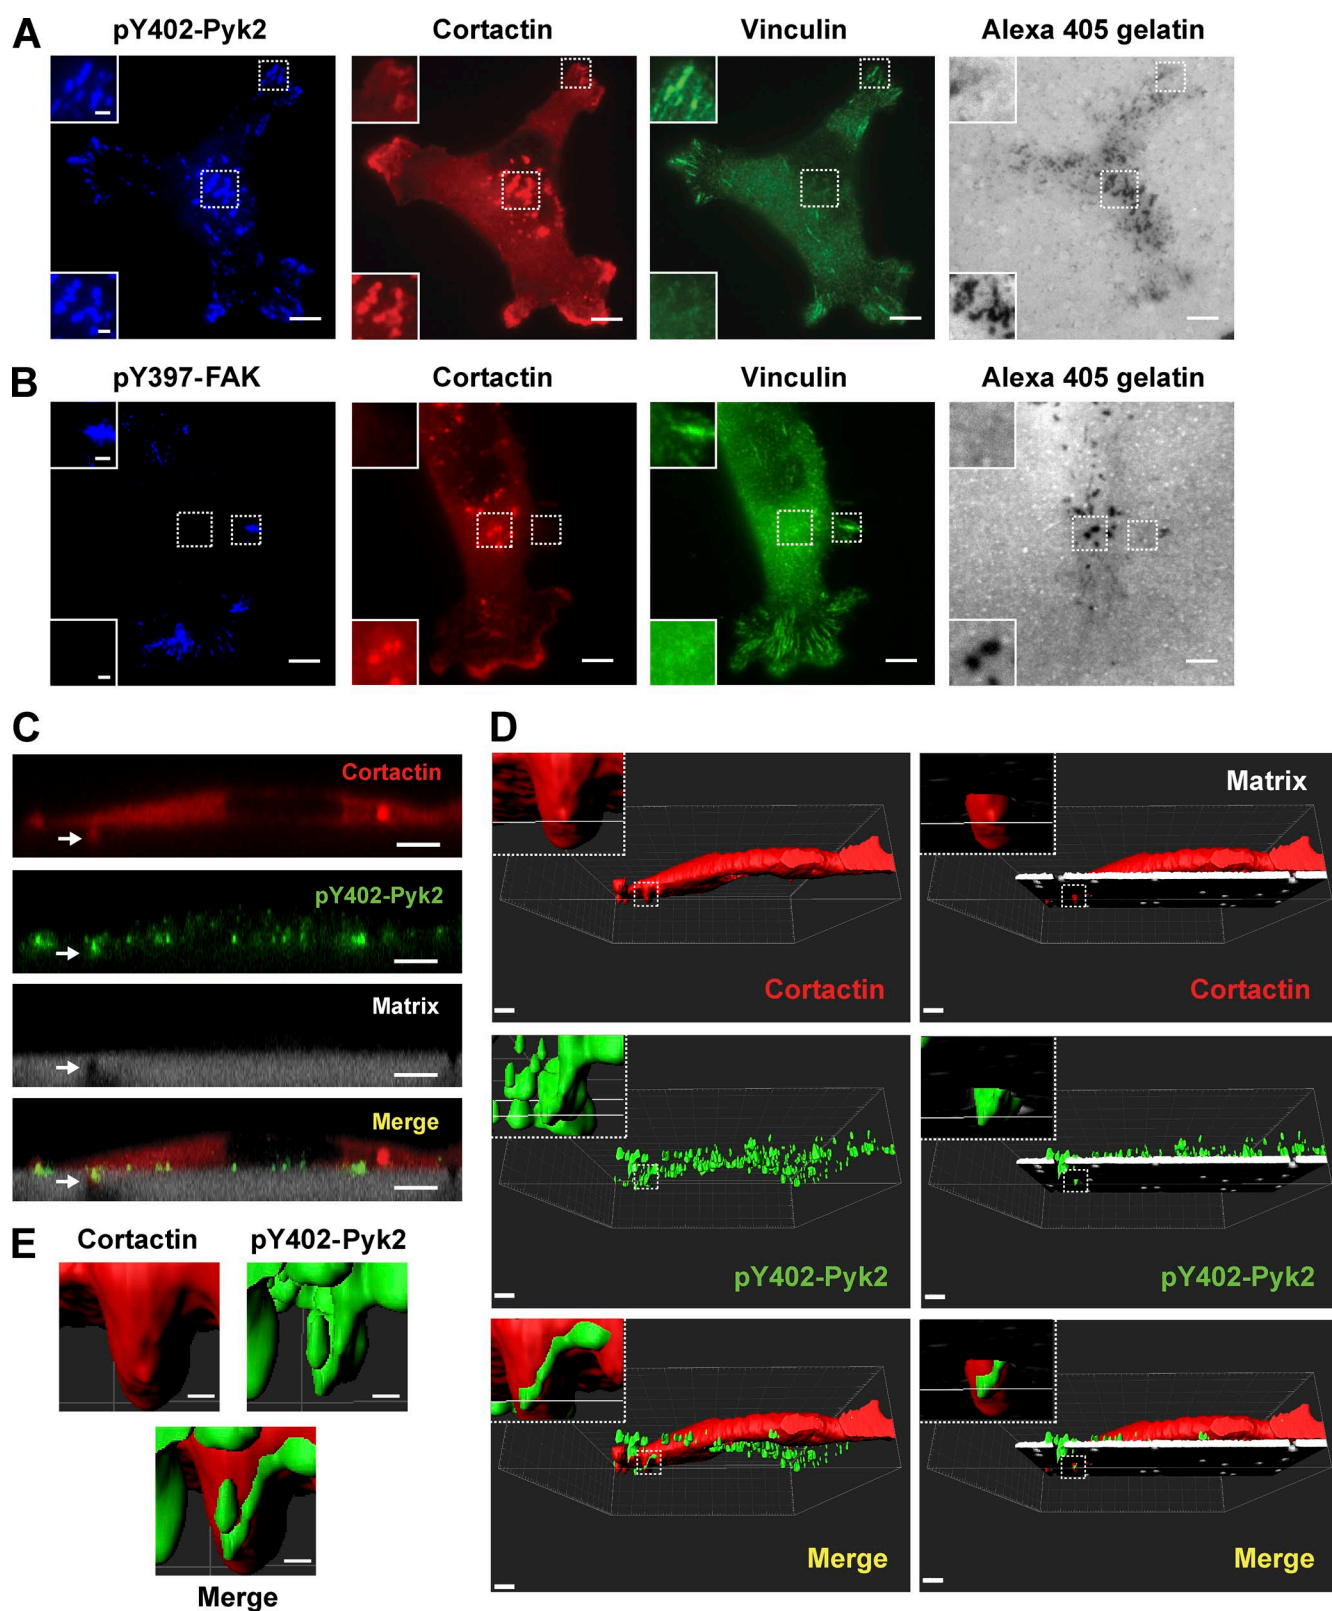 A
pY402-Pyk2 Cortactin Vinculin Alexa 405 gelatin
B
pY397-FAK Cortactin Vinculin Alexa 405 gelatin
C
Cortactin
pY402-Pyk2
Matrix
Merge
D
Cortactin
Matrix
Cortactin
pY402-Pyk2
pY402-Pyk2
Merge
Merge
E
Cortactin pY402-Pyk2
Merge